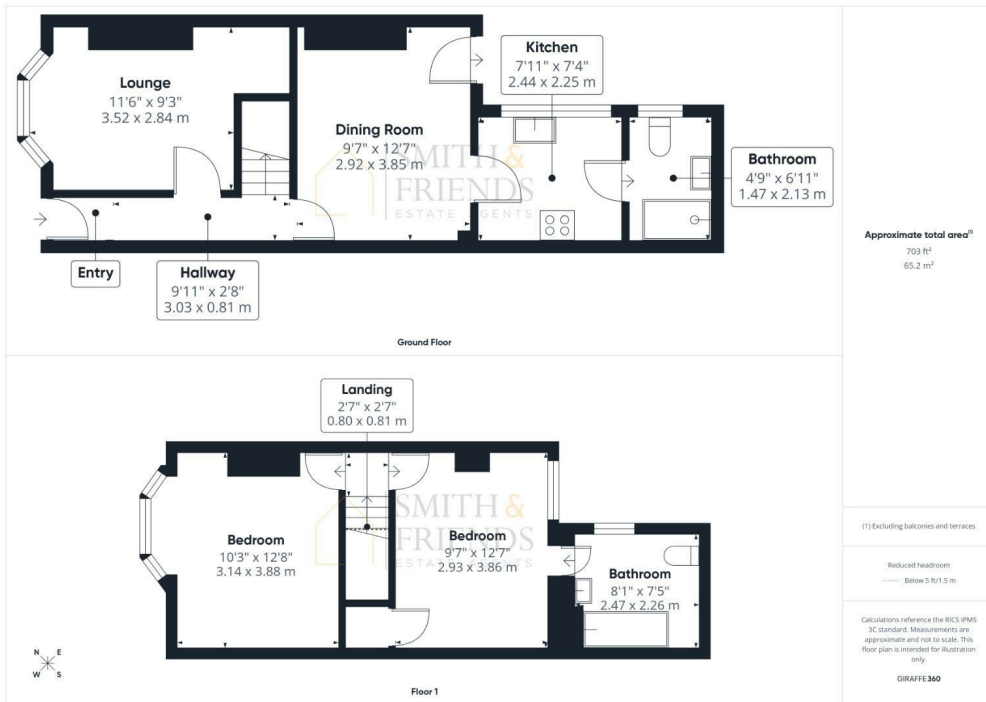 Lounge
11'6" x 9'3"
3.52 x 2.84 m
Dining Room
9'7" x 12'7"
2.92 x 3.85 m
Kitchen
7'11" x 7'4"
2.44 x 2.25 m
Bathroom
4'9" x 6'11"
1.47 x 2.13 m
Entry
Hallway
9'11" x 2'8"
3.03 x 0.81 m
SMITH &
FRIENDS
ESTATE AGENTS
Ground Floor
Landing
2'7" x 2'7"
0.80 x 0.81 m
Bedroom
10'3" x 12'8"
3.14 x 3.88 m
Bedroom
9'7" x 12'7"
2.93 x 3.86 m
Bathroom
8'1" x 7'5"
2.47 x 2.26 m
SMITH &
FRIENDS
ESTATE AGENTS
N E
W S
Floor 1
Approximate total area(1)
703 ft²
65.2 m²
(1) Excluding balconies and terraces
Reduced headroom
Below 5 ft/1.5 m
Calculations reference the RICS IPMS
3C standard. Measurements are
approximate and not to scale. This
floor plan is intended for illustration
only.
GIRAFFE360